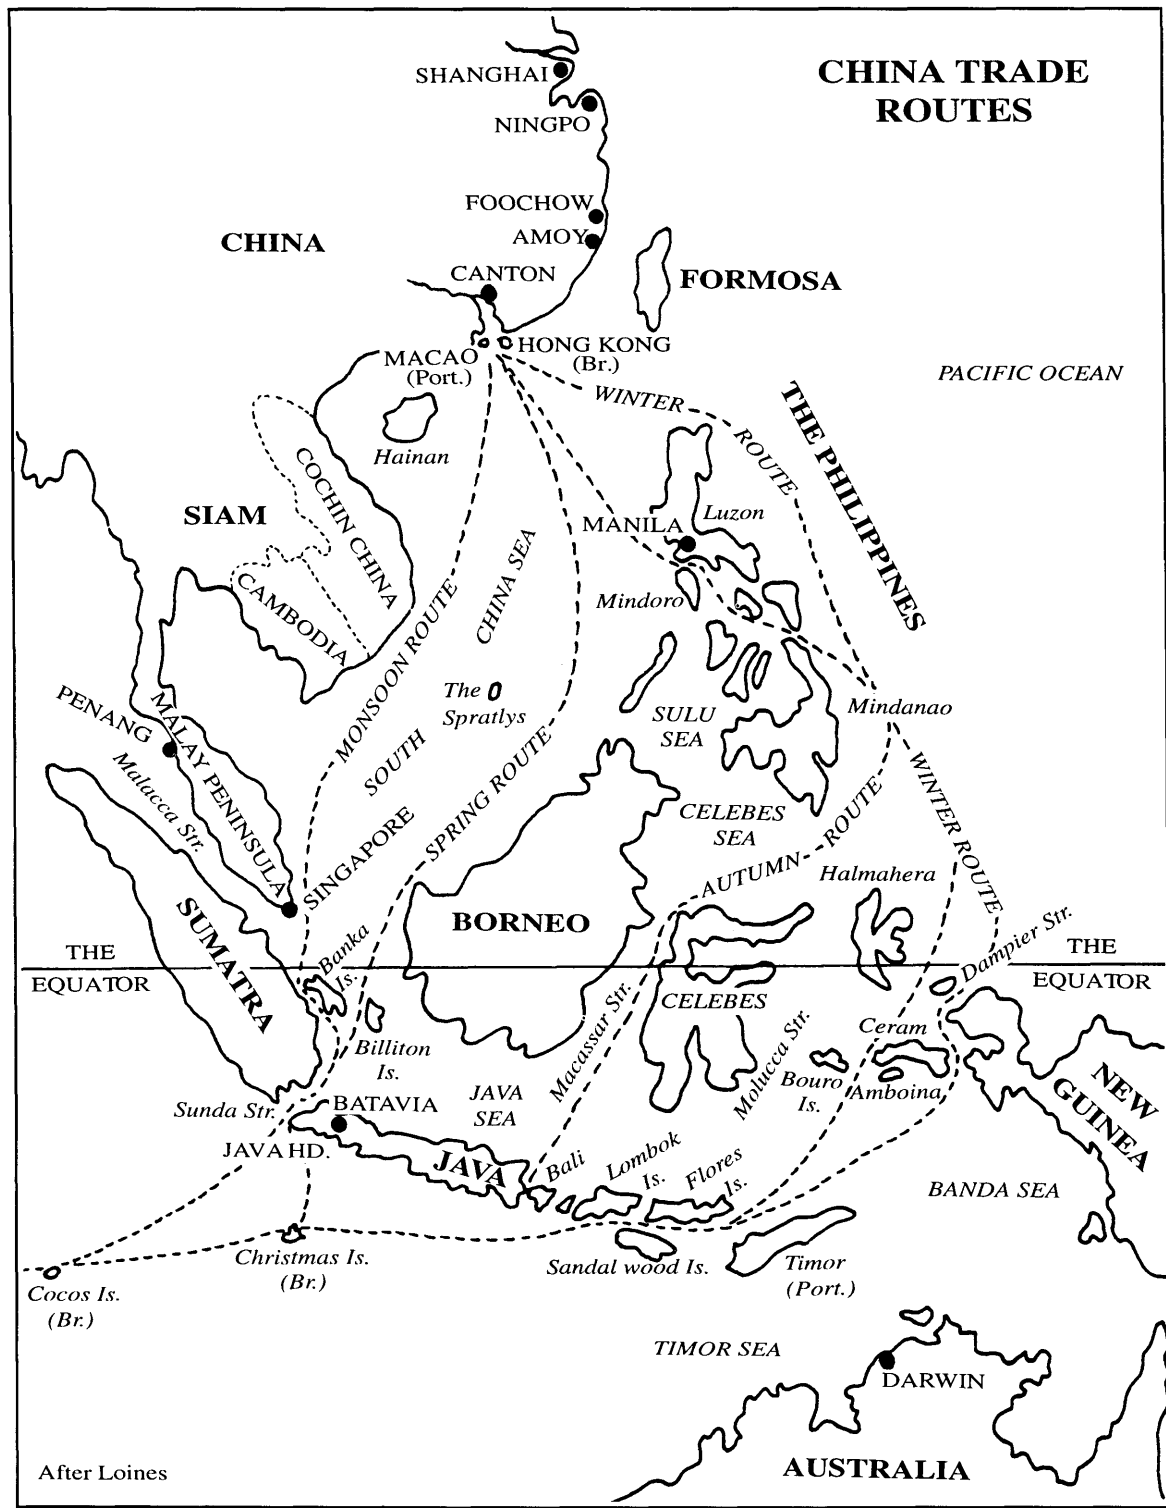 CHINA TRADE
ROUTES
SHANGHAI
NINGPO
FOOCHOW
AMOY
CHINA
CANTON
FORMOSA
MACAO
(Port.)
HONG KONG
(Br.)
PACIFIC OCEAN
WINTER
ROUTE
THE PHILIPPINES
Hainan
COCHIN CHINA
SIAM
MANILA
Luzon
CHINA SEA
CAMBODIA
Mindoro
MONSOON ROUTE
The
Spratlys
SOUTH
SULU
SEA
Mindanao
PENANG
MALAY PENINSULA
Malacca Str.
SPRING ROUTE
SINGAPORE
CELEBES
SEA
AUTUMN
ROUTE
WINTER ROUTE
Halmahera
SUMATRA
BORNEO
Banka
Is.
Dampier Str.
THE
EQUATOR
THE
EQUATOR
CELEBES
Macassar Str.
Molucca Str.
Billiton
Is.
Ceram
Bouro
Is.
Amboina
NEW
GUINEA
Sunda Str.
BATAVIA
JAVA
SEA
JAVA HD.
JAVA
Bali
Lombok
Is.
Flores
Is.
BANDA SEA
Christmas Is.
(Br.)
Sandal wood Is.
Timor
(Port.)
Cocos Is.
(Br.)
TIMOR SEA
DARWIN
AUSTRALIA
After Loines